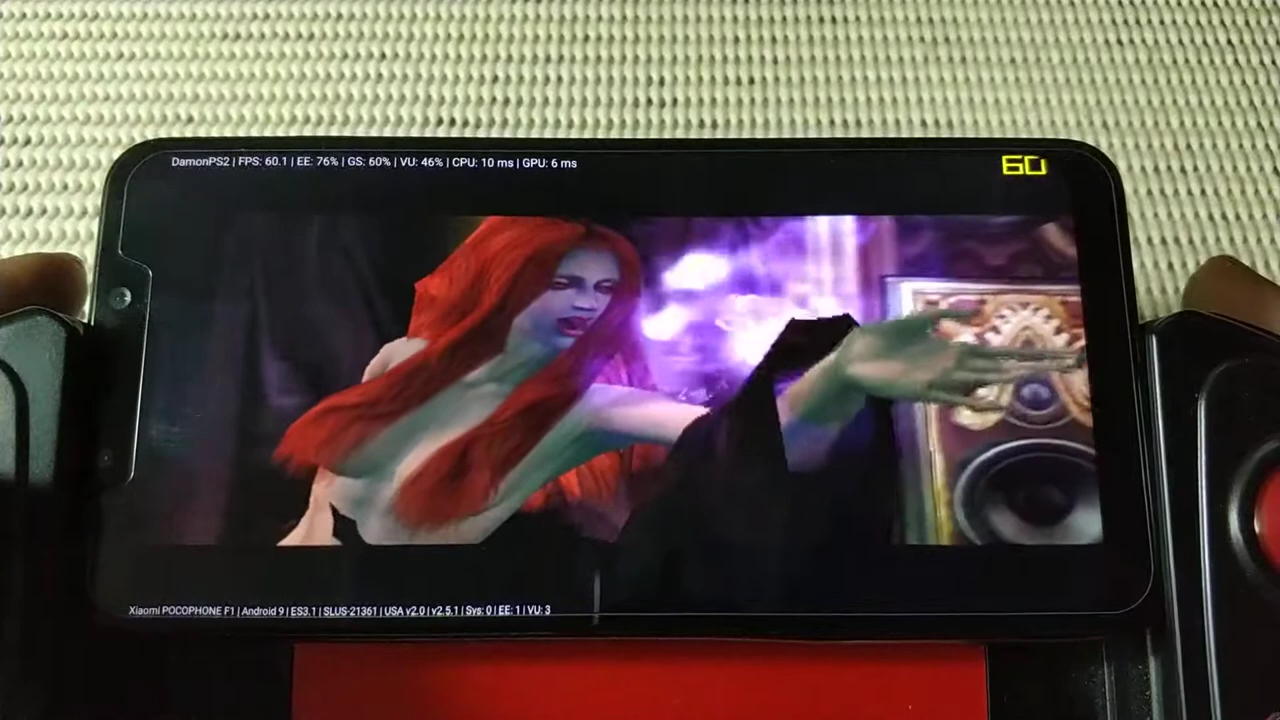 DamonPS2 | FPS: 60.1 | EE: 76% | GS: 60% | VU: 46% | CPU: 10 ms | GPU: 6 ms
60
Xiaomi POCOPHONE F1 | Android 9 | ES3.1 | SLUS-21361 | USA v2.0 | v2.5.1 | Sys: 0 | EE: 1 | VU: 3